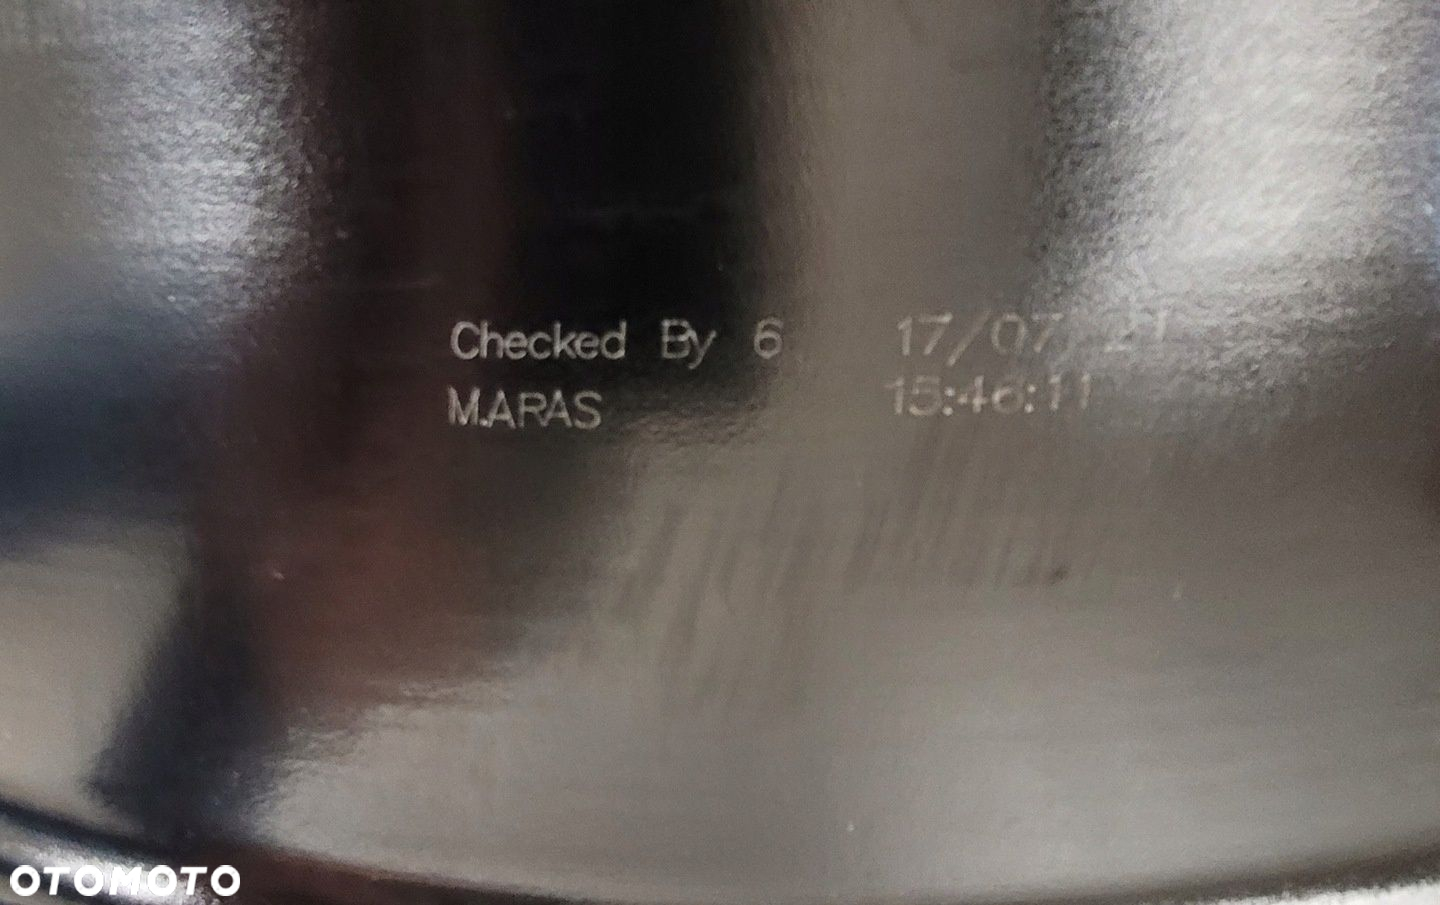 Checked By 6 17/07/21
M.ARAS 15:46:11
OTOMOTO